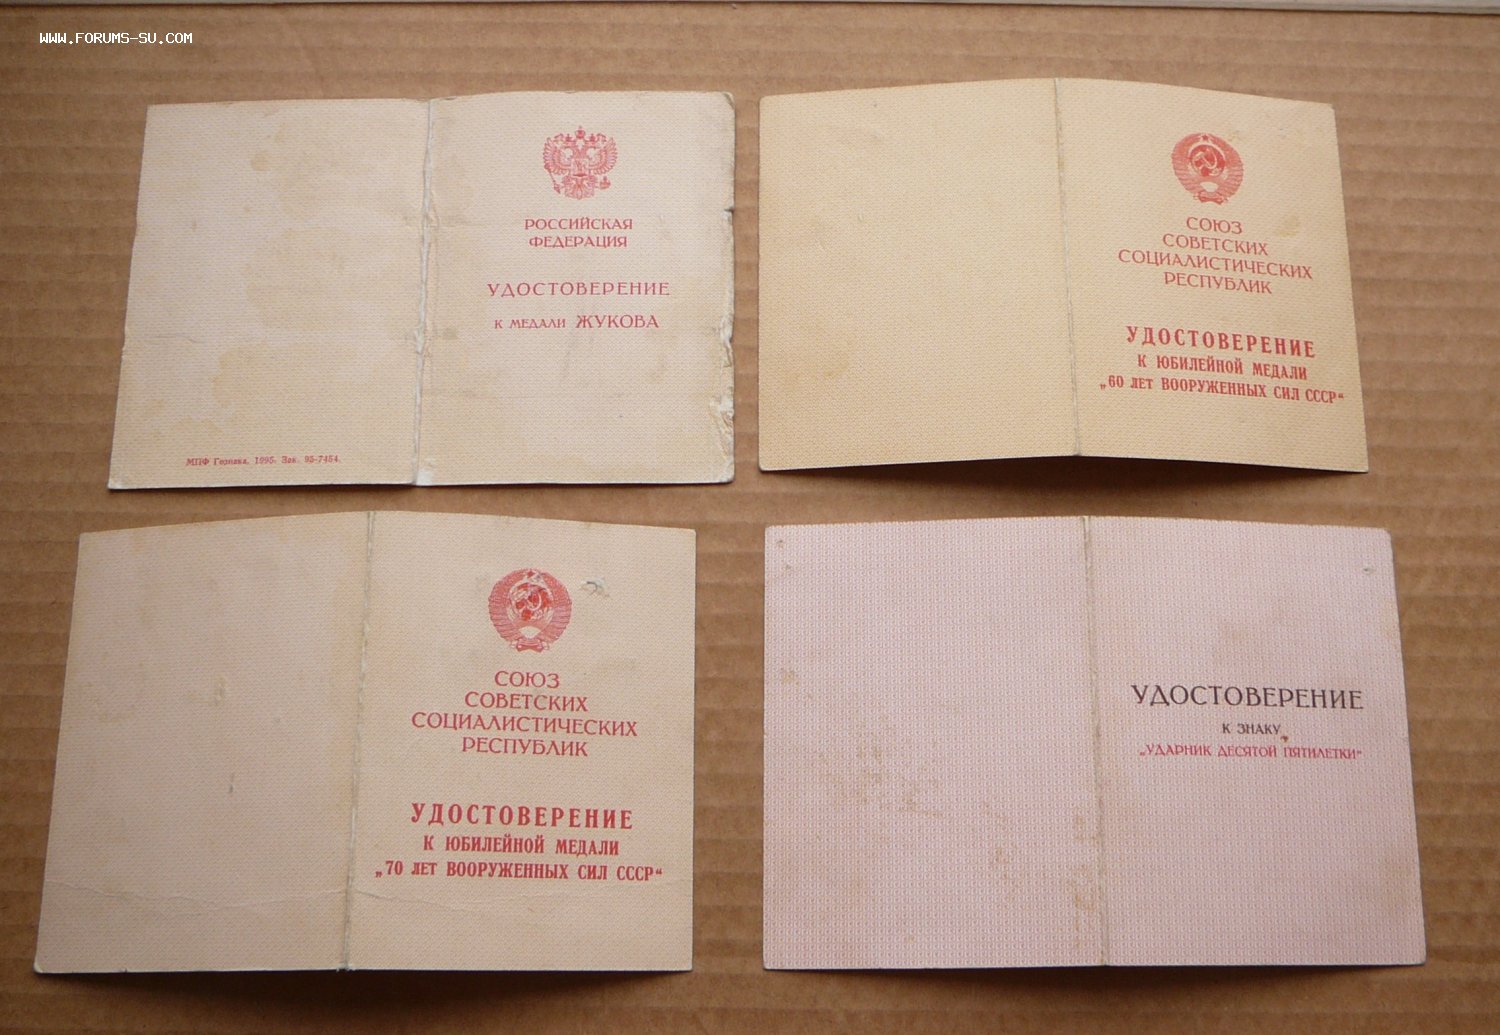 WWW.FORUMS-SU.COM
РОССИЙСКАЯ
ФЕДЕРАЦИЯ
УДОСТОВЕРЕНИЕ
К МЕДАЛИ ЖУКОВА
МПФ Гознака. 1995. Зак. 95-7454.
СОЮЗ
СОВЕТСКИХ
СОЦИАЛИСТИЧЕСКИХ
РЕСПУБЛИК
УДОСТОВЕРЕНИЕ
К ЮБИЛЕЙНОЙ МЕДАЛИ
„60 ЛЕТ ВООРУЖЕННЫХ СИЛ СССР“
СОЮЗ
СОВЕТСКИХ
СОЦИАЛИСТИЧЕСКИХ
РЕСПУБЛИК
УДОСТОВЕРЕНИЕ
К ЮБИЛЕЙНОЙ МЕДАЛИ
„70 ЛЕТ ВООРУЖЕННЫХ СИЛ СССР“
УДОСТОВЕРЕНИЕ
К ЗНАКУ
„УДАРНИК ДЕСЯТОЙ ПЯТИЛЕТКИ“